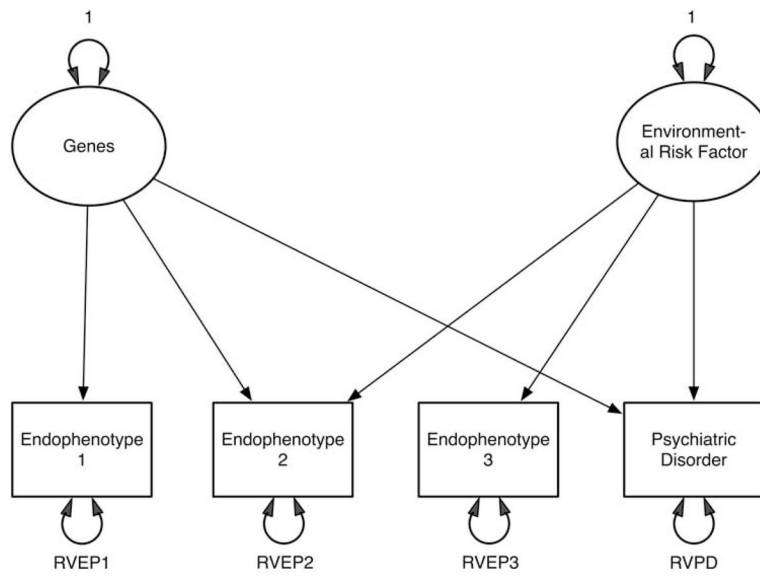 1
1
Genes
Environment-
al Risk Factor
Endophenotype
1
Endophenotype
2
Endophenotype
3
Psychiatric
Disorder
RVEP1
RVEP2
RVEP3
RVPD